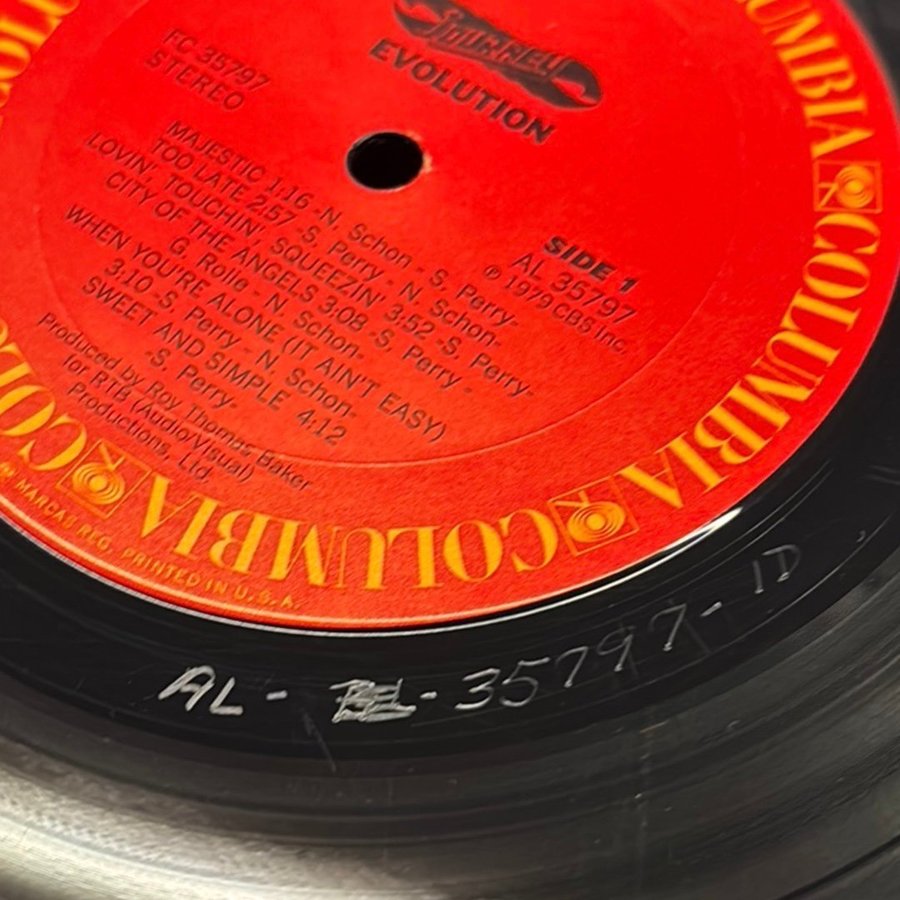 JOURNEY
EVOLUTION
FC 35797
STEREO
SIDE 1
AL 35797
℗ 1979 CBS Inc.
MAJESTIC 1:16 -N. Schon - S. Perry-
TOO LATE 2:57 -S. Perry - N. Schon-
LOVIN', TOUCHIN', SQUEEZIN' 3:52 -S. Perry-
CITY OF THE ANGELS 3:08 -S. Perry -
G. Rolie - N. Schon-
WHEN YOU'RE ALONE (IT AIN'T EASY)
3:10 -S. Perry - N. Schon-
SWEET AND SIMPLE 4:12
-S. Perry-
Produced by Roy Thomas Baker
for RTB (Audio/Visual)
Productions, Ltd.
COLUMBIA COLUMBIA COLUMBIA COLUMBIA
MARCAS REG. PRINTED IN U.S.A.
AL - - 35797 - 1D